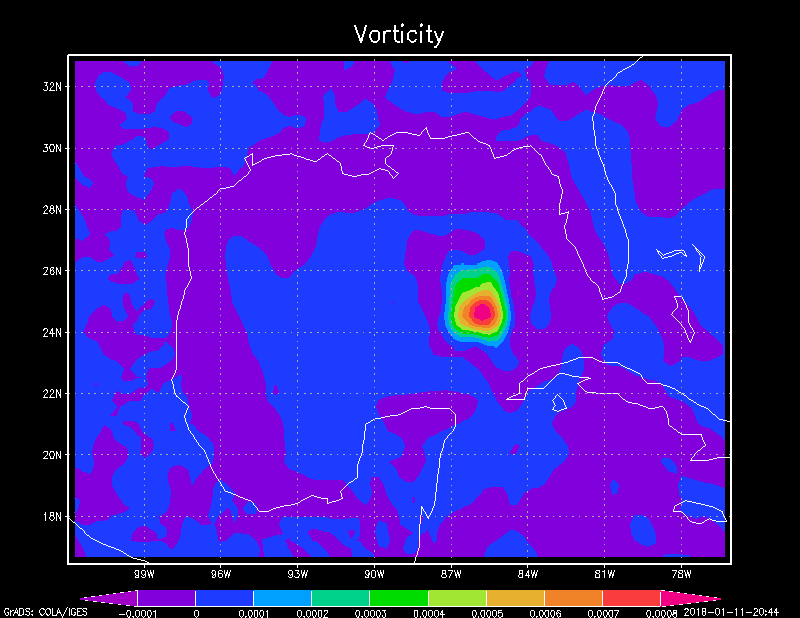 Vorticity
32N
30N
28N
26N
24N
22N
20N
18N
99W 96W 93W 90W 87W 84W 81W 78W
-0.0001 0 0.0001 0.0002 0.0003 0.0004 0.0005 0.0006 0.0007 0.0008
GrADS: COLA/IGES 2018-01-11-20:44